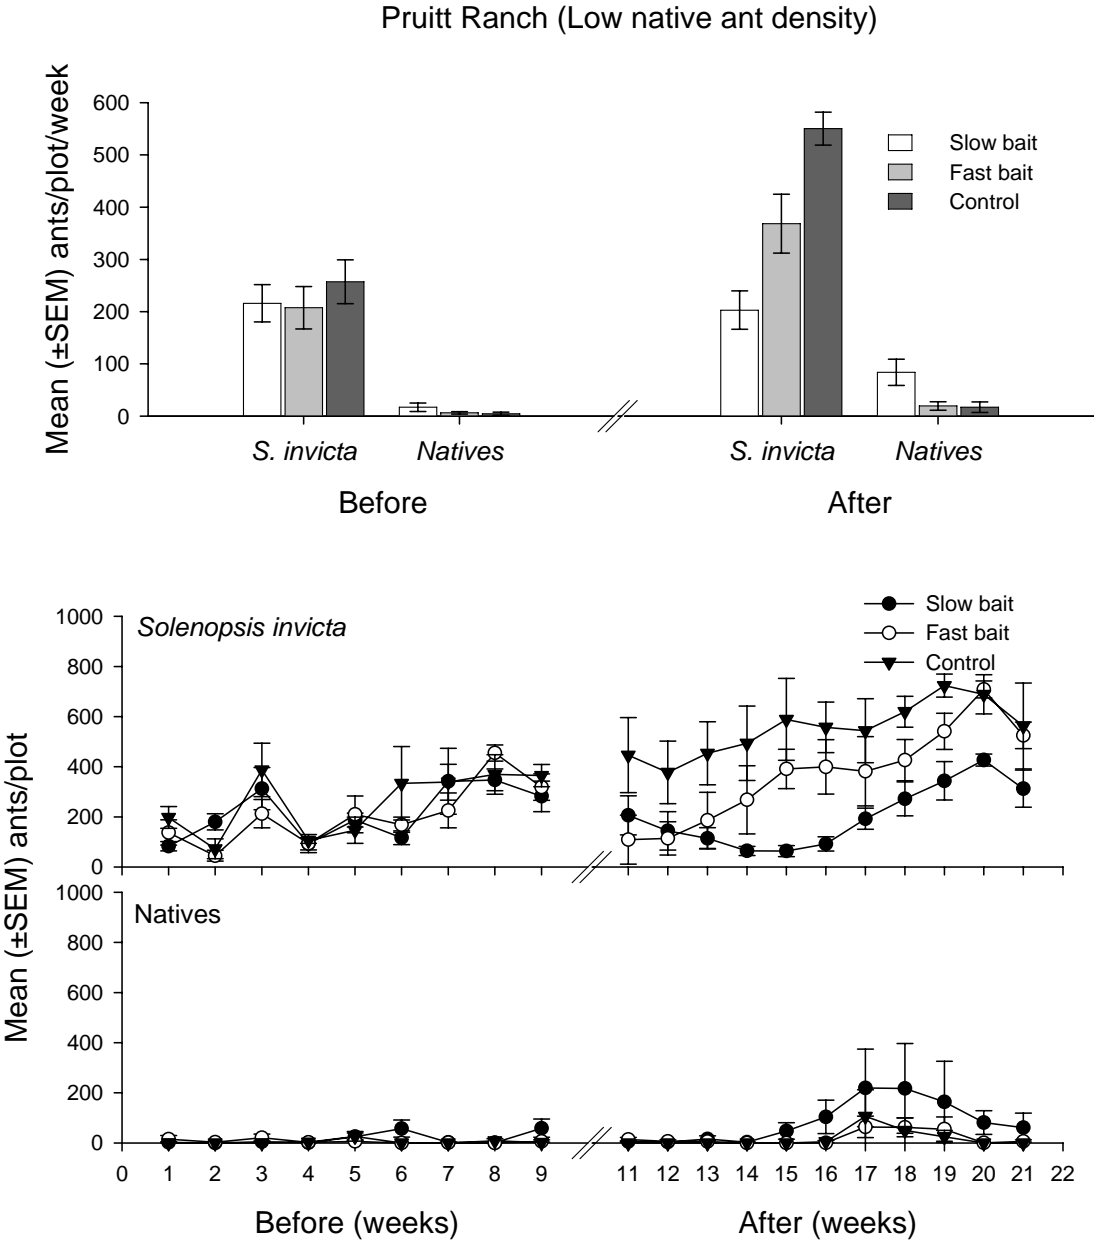 Pruitt Ranch (Low native ant density)
Mean (±SEM) ants/plot/week
600
500
400
300
200
100
0
Slow bait
Fast bait
Control
S. invicta
Natives
S. invicta
Natives
Before
After
Mean (±SEM) ants/plot
1000
800
600
400
200
0
Solenopsis invicta
Slow bait
Fast bait
Control
1000
800
600
400
200
0
Natives
0 1 2 3 4 5 6 7 8 9 11 12 13 14 15 16 17 18 19 20 21 22
Before (weeks)
After (weeks)